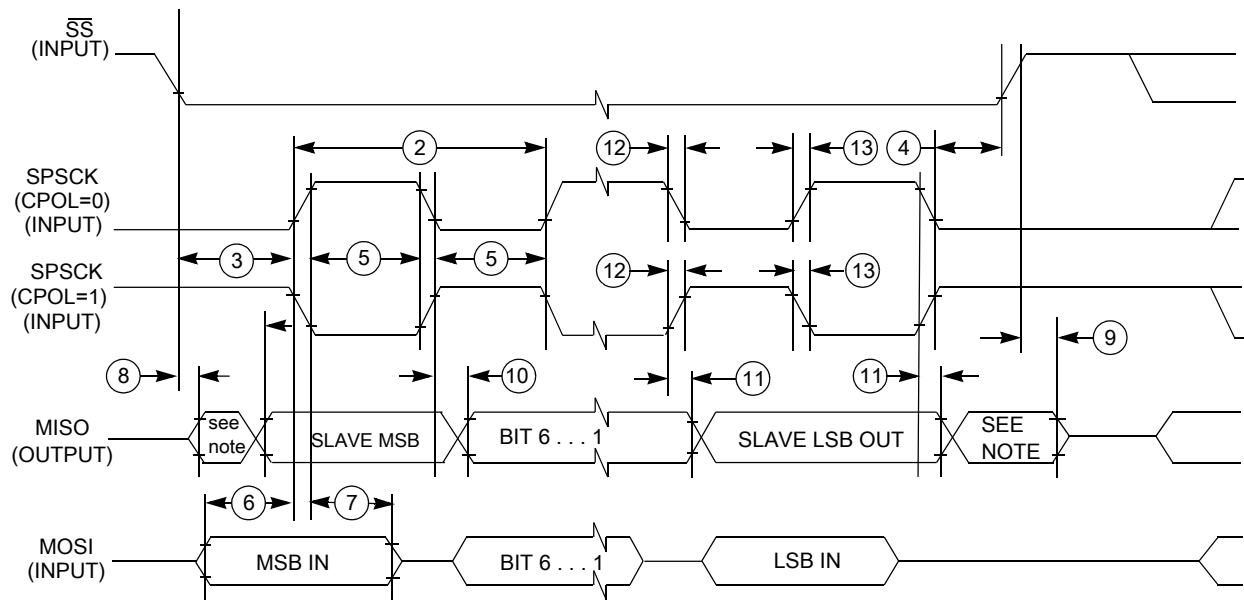 SS
(INPUT)
2
12
13
4
SPSCK
(CPOL=0)
(INPUT)
3
5
5
SPSCK
(CPOL=1)
(INPUT)
12
13
9
8
10
11
11
MISO
(OUTPUT)
see
note
SLAVE MSB
BIT 6 . . . 1
SLAVE LSB OUT
SEE
NOTE
6
7
MOSI
(INPUT)
MSB IN
BIT 6 . . . 1
LSB IN